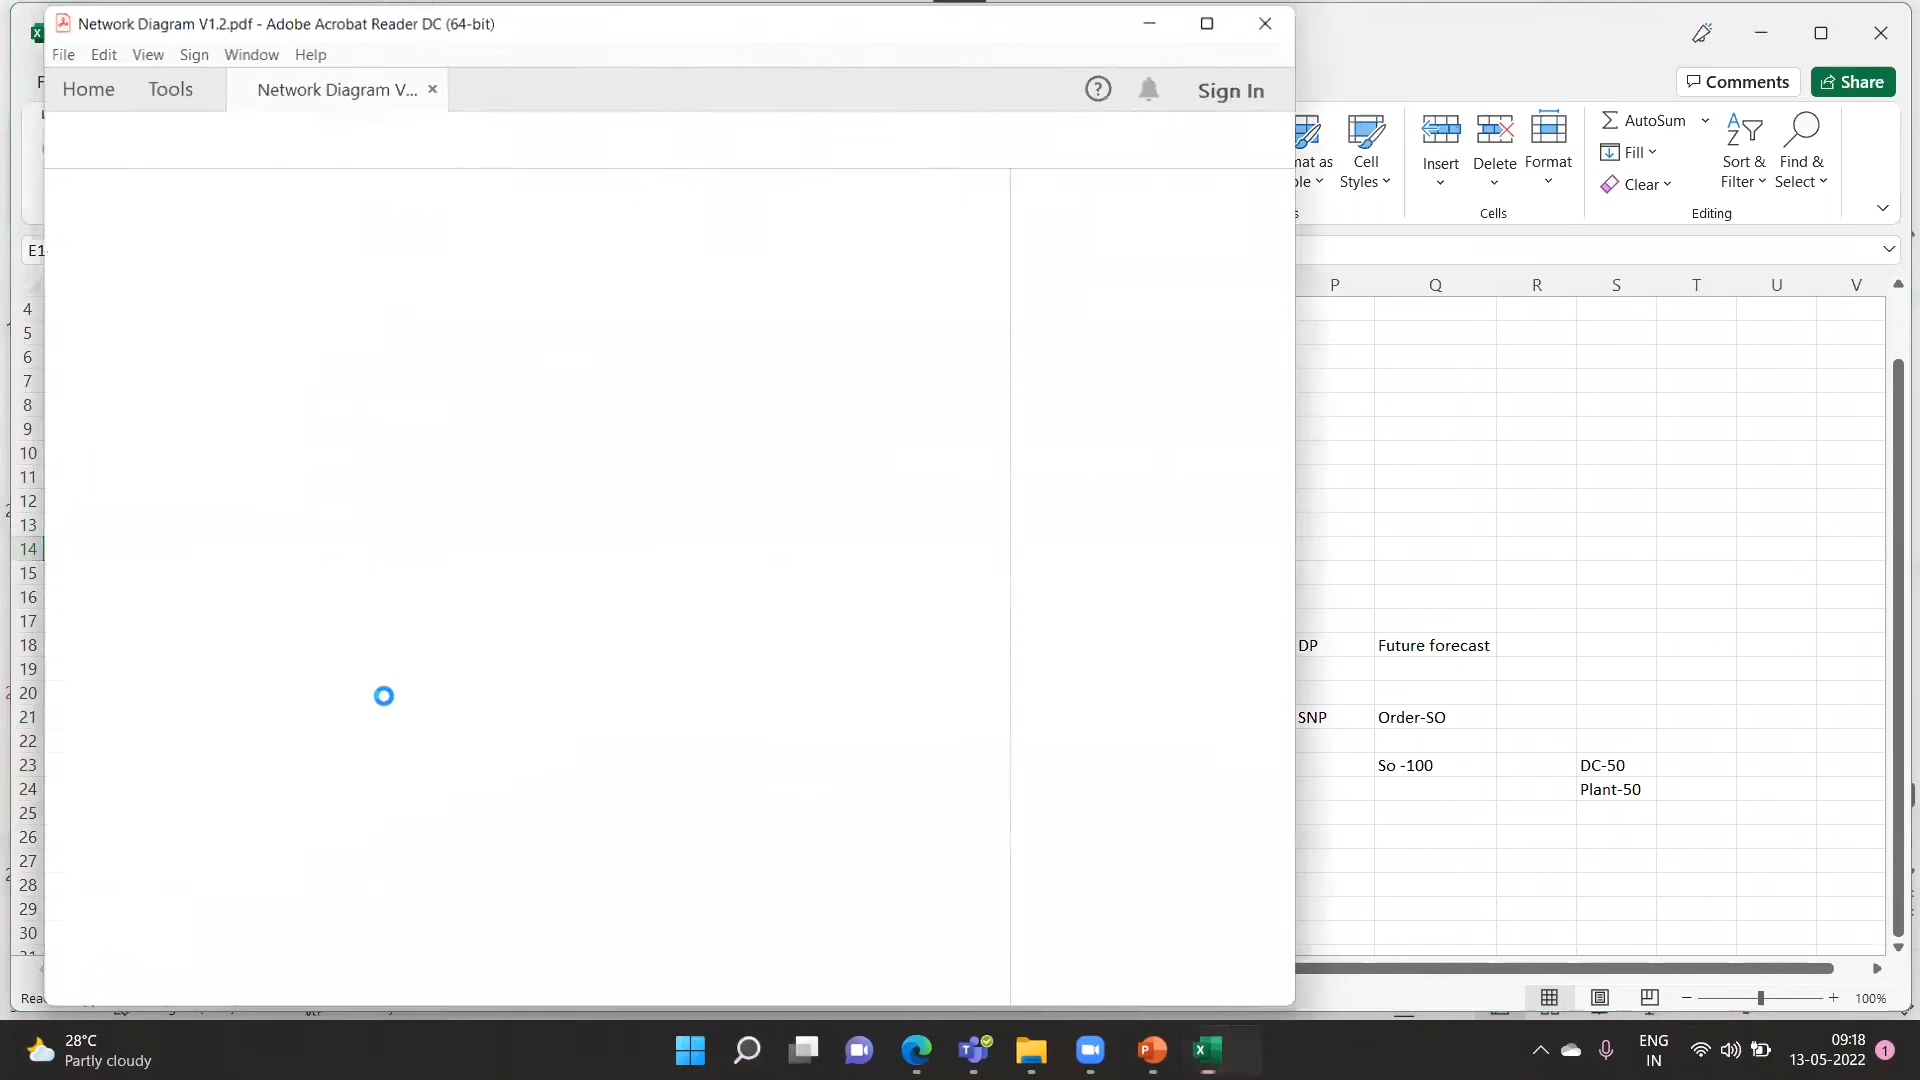 Network Diagram V1.2.pdf - Adobe Acrobat Reader DC (64-bit)
File Edit View Sign Window Help
Home Tools Network Diagram V... × Sign In
Comments Share
Cell Styles
Insert Delete Format
Cells
AutoSum
Fill
Clear
Sort & Filter
Find & Select
Editing
P Q R S T U V
4
5
6
7
8
9
10
11
12
13
14
15
16
17
18 DP Future forecast
19
20
21 SNP Order-SO
22
23 So -100 DC-50
24 Plant-50
25
26
27
28
29
30
100%
28°C
Partly cloudy
ENG
IN
09:18
13-05-2022
1